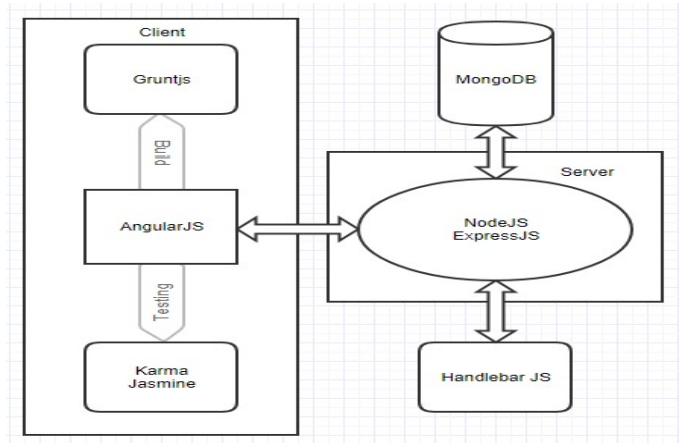 Client
Gruntjs
Build
AngularJS
Testing
Karma
Jasmine
MongoDB
Server
NodeJS
ExpressJS
Handlebar JS